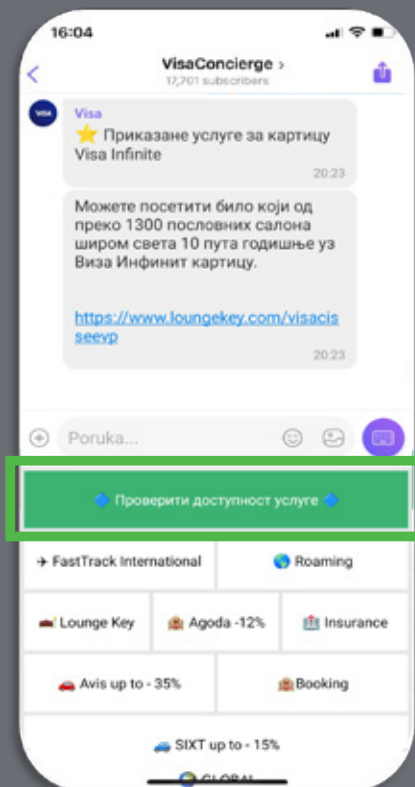 16:04
VisaConcierge >
17,701 subscribers
VISA
Visa
⭐ Приказане услуге за картицу
Visa Infinite
20:23
Можете посетити било који од
преко 1300 пословних салона
широм света 10 пута годишње уз
Виза Инфинит картицу.
https://www.loungekey.com/visacis
seevp
20:23
Poruka...
🔷 Проверити доступност услуге 🔷
✈ FastTrack International
🌎 Roaming
🛋 Lounge Key
🏨 Agoda -12%
🏥 Insurance
🚗 Avis up to - 35%
🏨Booking
🚙 SIXT up to - 15%
GLOBAL